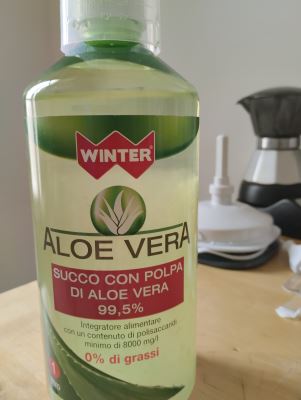 WINTER
ALOE VERA
SUCCO CON POLPA
DI ALOE VERA
99,5%
Integratore alimentare
con un contenuto di polisaccaridi
minimo di 8000 mg/l
0% di grassi
1